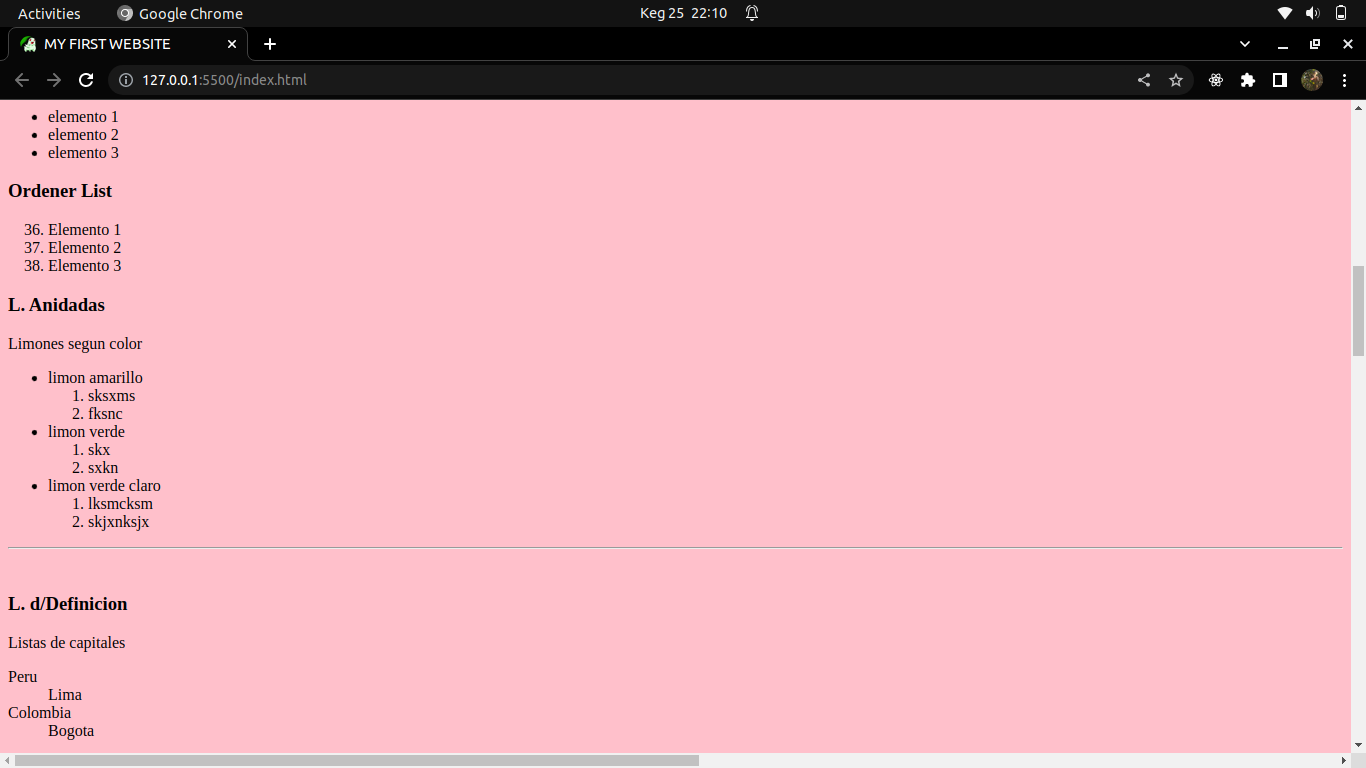 Activities Google Chrome Keg 25 22:10
MY FIRST WEBSITE
127.0.0.1:5500/index.html
• elemento 1
• elemento 2
• elemento 3
Ordener List
36. Elemento 1
37. Elemento 2
38. Elemento 3
L. Anidadas
Limones segun color
• limon amarillo
1. sksxms
2. fksnc
• limon verde
1. skx
2. sxkn
• limon verde claro
1. lksmcksm
2. skjxnksjx
L. d/Definicion
Listas de capitales
Peru
Lima
Colombia
Bogota